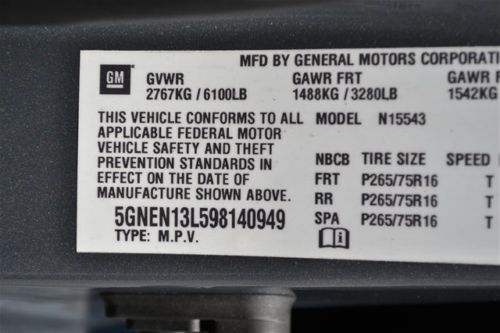 MFD BY GENERAL MOTORS CORPORATI
GM
GVWR GAWR FRT GAWR
2767KG / 6100LB 1488KG / 3280LB 1542KG
THIS VEHICLE CONFORMS TO ALL MODEL N15543
APPLICABLE FEDERAL MOTOR
VEHICLE SAFETY AND THEFT
PREVENTION STANDARDS IN NBCB TIRE SIZE SPEED
EFFECT ON THE DATE OF FRT P265/75R16 T
MANUFACTURE SHOWN ABOVE. RR P265/75R16 T
5GNEN13L598140949 SPA P265/75R16 T
TYPE: M.P.V.